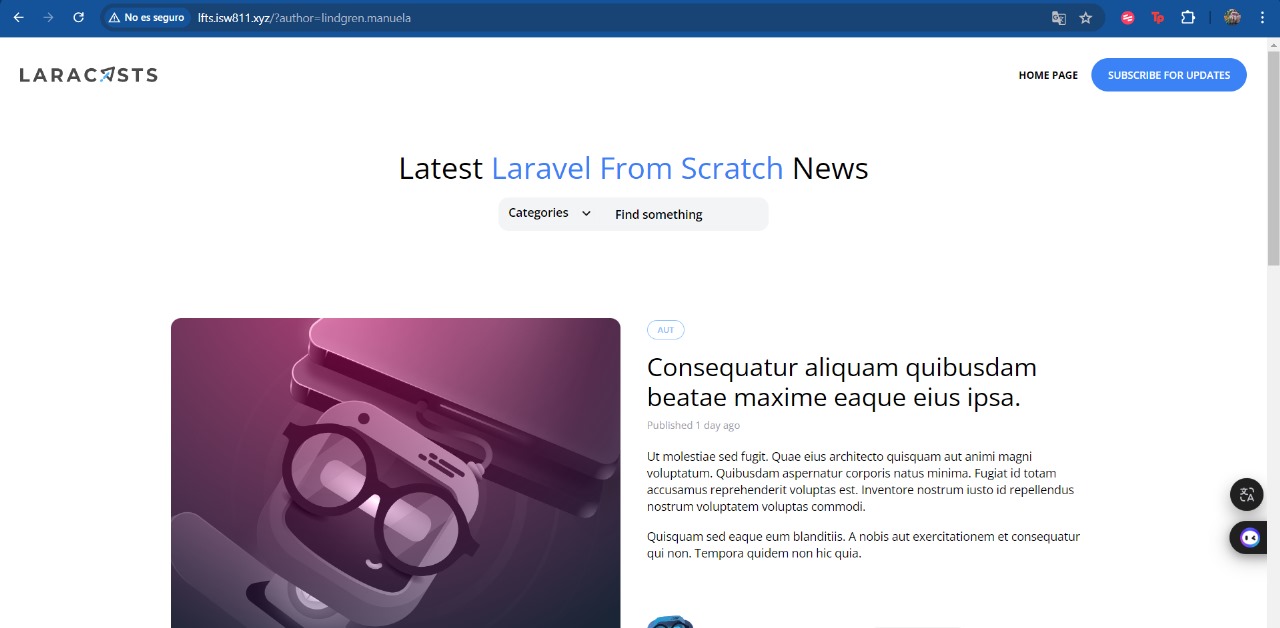 No es seguro lfts.isw811.xyz/?author=lindgren.manuela
LARACASTS
HOME PAGE
SUBSCRIBE FOR UPDATES
Latest Laravel From Scratch News
Categories
Find something
AUT
Consequatur aliquam quibusdam
beatae maxime eaque eius ipsa.
Published 1 day ago
Ut molestiae sed fugit. Quae eius architecto quisquam aut animi magni
voluptatum. Quibusdam aspernatur corporis natus minima. Fugiat id totam
accusamus reprehenderit voluptas est. Inventore nostrum iusto id repellendus
nostrum voluptatem voluptas commodi.
Quisquam sed eaque eum blanditiis. A nobis aut exercitationem et consequatur
qui non. Tempora quidem non hic quia.